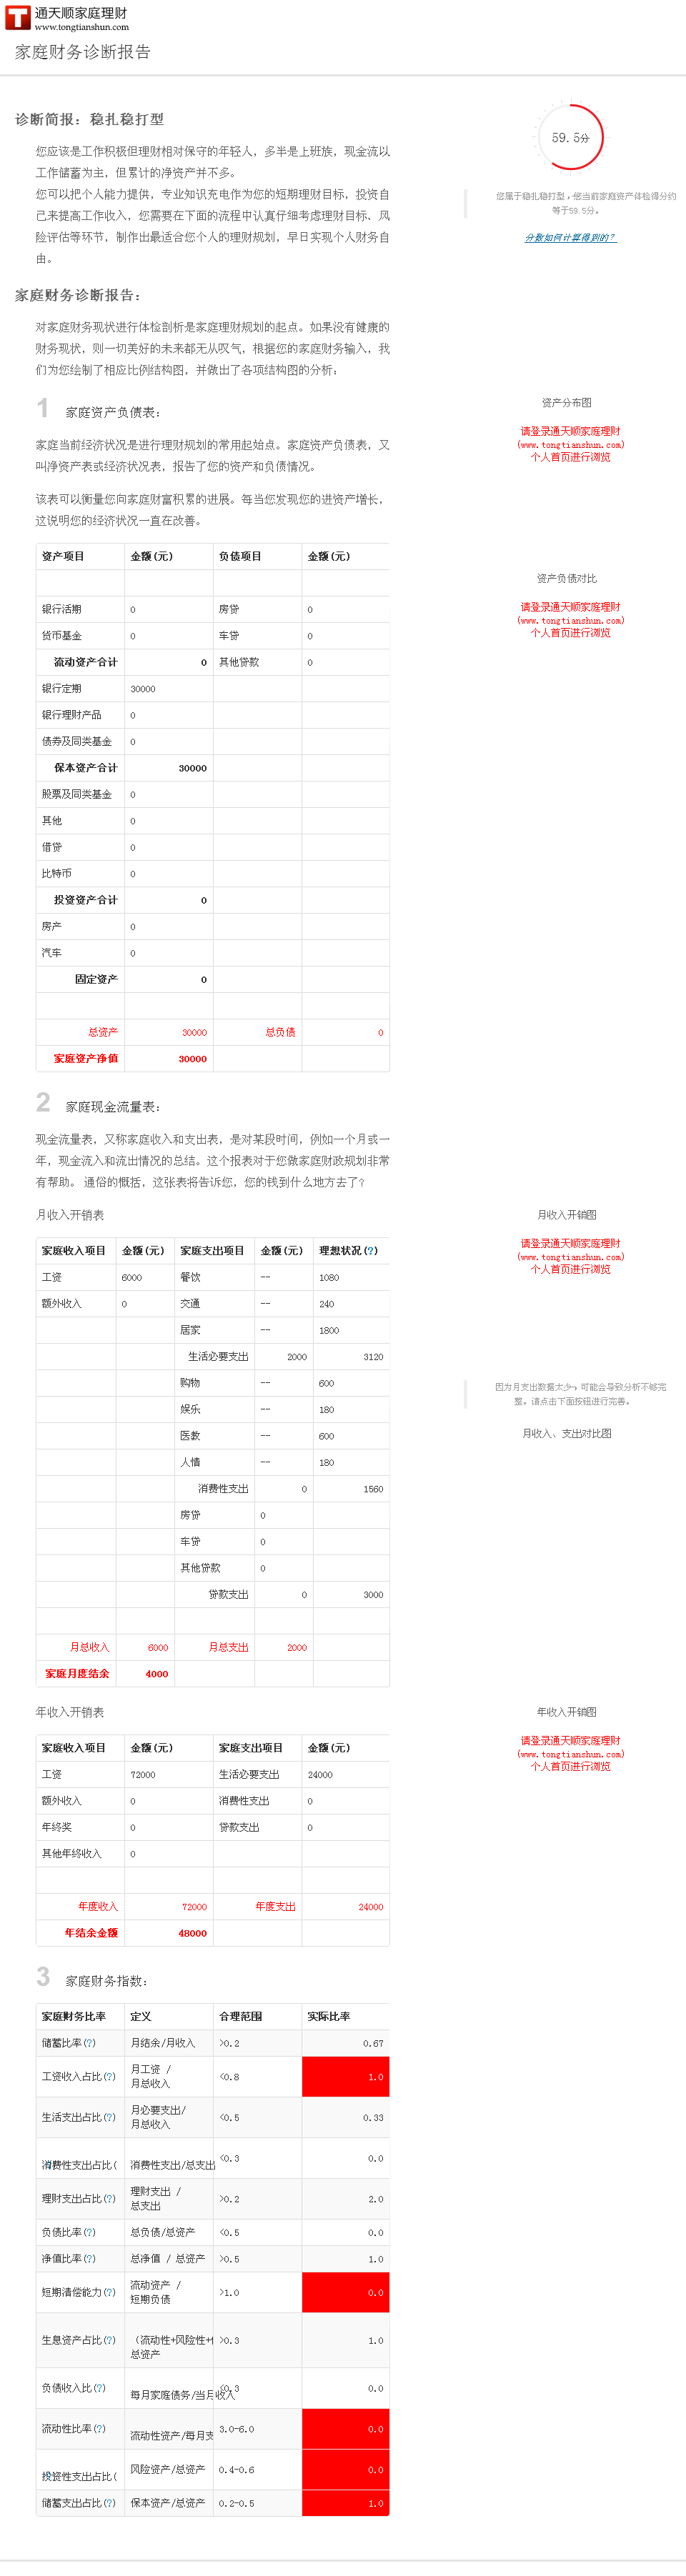 通天顺家庭理财
www.tongtianshun.com
家庭财务诊断报告
诊断简报：稳扎稳打型
您应该是工作积极但理财相对保守的年轻人，多半是上班族，现金流以
工作储蓄为主，但累计的净资产并不多。
您可以把个人能力提供，专业知识充电作为您的短期理财目标，投资自
己来提高工作收入，您需要在下面的流程中认真仔细考虑理财目标、风
险评估等环节，制作出最适合您个人的理财规划，早日实现个人财务自
由。
59.5分
您属于稳扎稳打型，您当前家庭资产体检得分约
等于59.5分。
分数如何计算得到的？
家庭财务诊断报告：
对家庭财务现状进行体检剖析是家庭理财规划的起点。如果没有健康的
财务现状，则一切美好的未来都无从叹气，根据您的家庭财务输入，我
们为您绘制了相应比例结构图，并做出了各项结构图的分析：
1 家庭资产负债表：
家庭当前经济状况是进行理财规划的常用起始点。家庭资产负债表，又
叫净资产表或经济状况表，报告了您的资产和负债情况。
该表可以衡量您向家庭财富积累的进展。每当您发现您的进资产增长，
这说明您的经济状况一直在改善。
资产分布图
请登录通天顺家庭理财
(www.tongtianshun.com)
个人首页进行浏览
资产项目 金额(元) 负债项目 金额(元)
银行活期 0 房贷 0
货币基金 0 车贷 0
流动资产合计 0 其他贷款 0
银行定期 30000
银行理财产品 0
债券及同类基金 0
保本资产合计 30000
股票及同类基金 0
其他 0
借贷 0
比特币 0
投资资产合计 0
房产 0
汽车 0
固定资产 0
总资产 30000 总负债 0
家庭资产净值 30000
资产负债对比
请登录通天顺家庭理财
(www.tongtianshun.com)
个人首页进行浏览
2 家庭现金流量表：
现金流量表，又称家庭收入和支出表，是对某段时间，例如一个月或一
年，现金流入和流出情况的总结。这个报表对于您做家庭财政规划非常
有帮助。 通俗的概括，这张表将告诉您，您的钱到什么地方去了？
月收入开销表
家庭收入项目 金额(元) 家庭支出项目 金额(元) 理想状况(?)
工资 6000 餐饮 -- 1080
额外收入 0 交通 -- 240
居家 -- 1800
生活必要支出 2000 3120
购物 -- 600
娱乐 -- 180
医教 -- 600
人情 -- 180
消费性支出 0 1560
房贷 0
车贷 0
其他贷款 0
贷款支出 0 3000
月总收入 6000 月总支出 2000
家庭月度结余 4000
月收入开销图
请登录通天顺家庭理财
(www.tongtianshun.com)
个人首页进行浏览
因为月支出数据太少，可能会导致分析不够完
整。请点击下面按钮进行完善。
月收入、支出对比图
年收入开销表
家庭收入项目 金额(元) 家庭支出项目 金额(元)
工资 72000 生活必要支出 24000
额外收入 0 消费性支出 0
年终奖 0 贷款支出 0
其他年终收入 0
年度收入 72000 年度支出 24000
年结余金额 48000
年收入开销图
请登录通天顺家庭理财
(www.tongtianshun.com)
个人首页进行浏览
3 家庭财务指数：
家庭财务比率 定义 合理范围 实际比率
储蓄比率(?) 月结余/月收入 >0.2 0.67
工资收入占比(?) 月工资 /
月总收入 <0.8 1.0
生活支出占比(?) 月必要支出/
月总收入 <0.5 0.33
消费性支出占比( 消费性支出/总支出 <0.3 0.0
理财支出占比(?) 理财支出 /
总支出 >0.2 2.0
负债比率(?) 总负债/总资产 <0.5 0.0
净值比率(?) 总净值 / 总资产 >0.5 1.0
短期清偿能力(?) 流动资产 /
短期负债 >1.0 0.0
生息资产占比(?) （流动性+风险性+
总资产 >0.3 1.0
负债收入比(?) 每月家庭债务/当月收入 <0.3 0.0
流动性比率(?) 流动性资产/每月支 3.0-6.0 0.0
投资性支出占比( 风险资产/总资产 0.4-0.6 0.0
储蓄支出占比(?) 保本资产/总资产 0.2-0.5 1.0